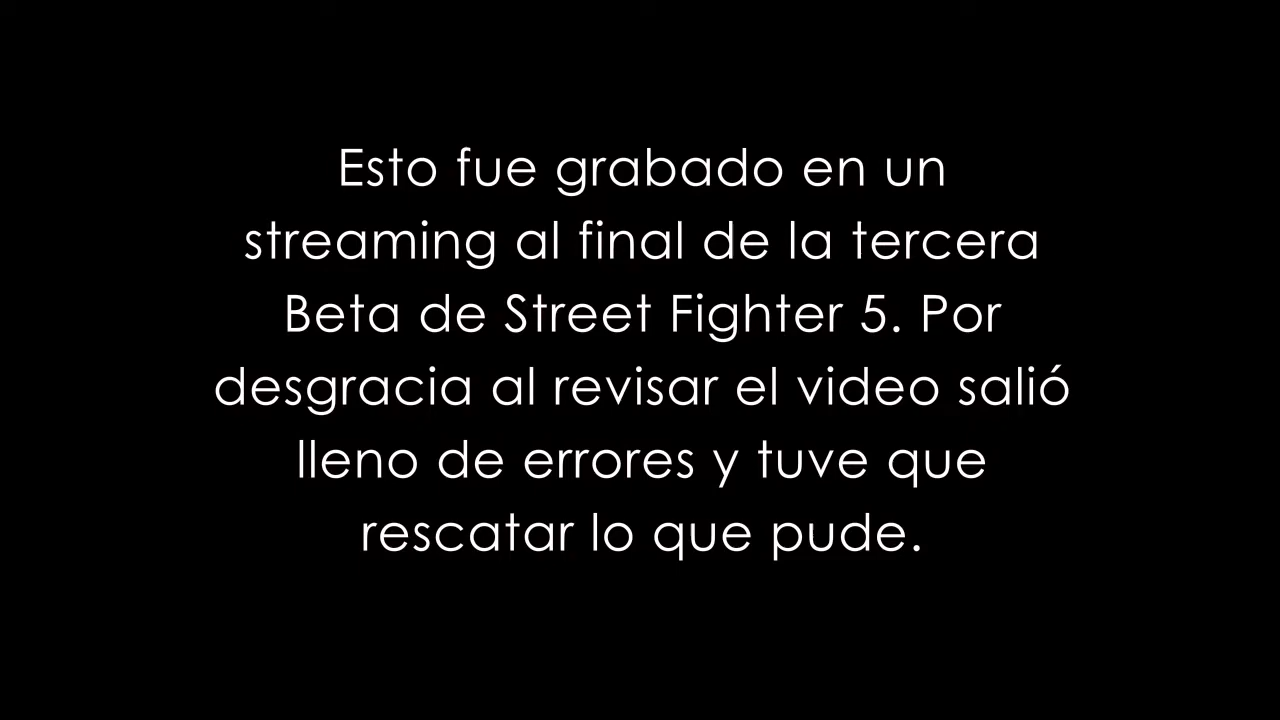 Esto fue grabado en un
streaming al final de la tercera
Beta de Street Fighter 5. Por
desgracia al revisar el video salió
lleno de errores y tuve que
rescatar lo que pude.